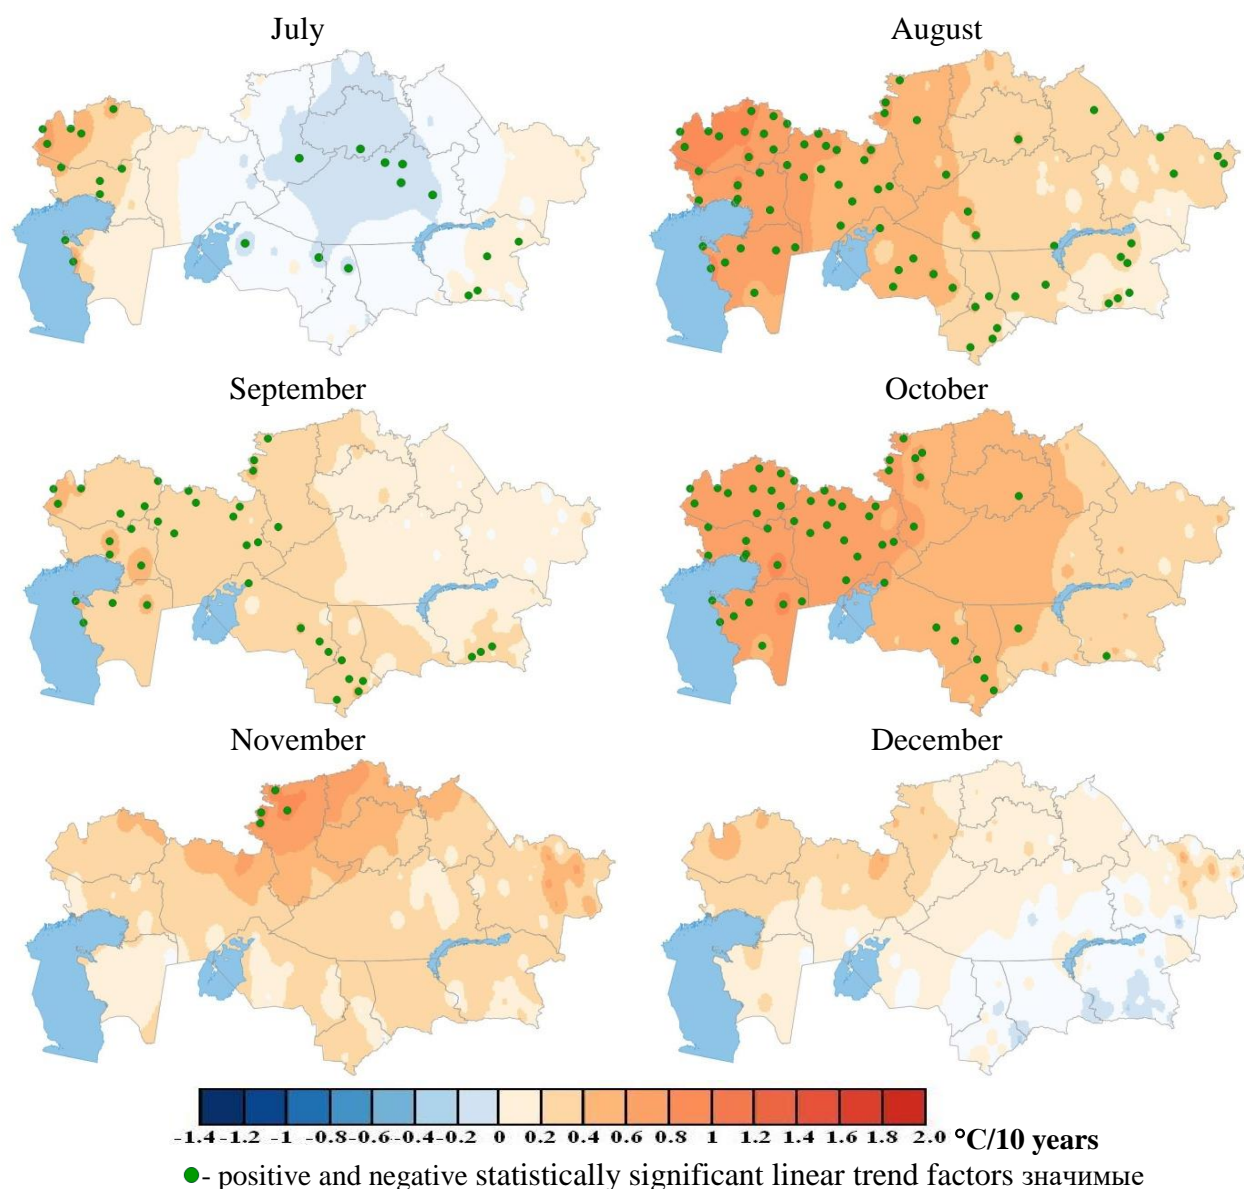 July August
September October
November December
-1.4 -1.2 -1 -0.8 -0.6 -0.4 -0.2 0 0.2 0.4 0.6 0.8 1 1.2 1.4 1.6 1.8 2.0 °C/10 years
- positive and negative statistically significant linear trend factors значимые